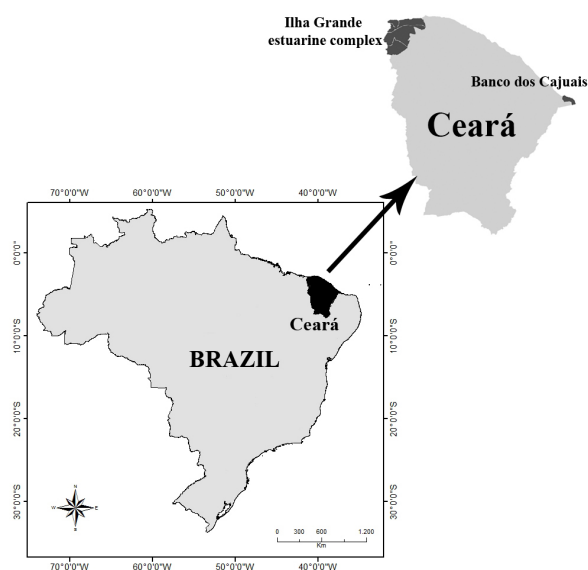 Ilha Grande
estuarine complex
Banco dos Cajuais
Ceará
70°0'0"W 60°0'0"W 50°0'0"W 40°0'0"W
0°0'0" 0°0'0"
Ceará
10°0'0"S 10°0'0"S
BRAZIL
20°0'0"S 20°0'0"S
30°0'0"S 30°0'0"S
N
W E
S
0 300 600 1.200
Km
70°0'0"W 60°0'0"W 50°0'0"W 40°0'0"W